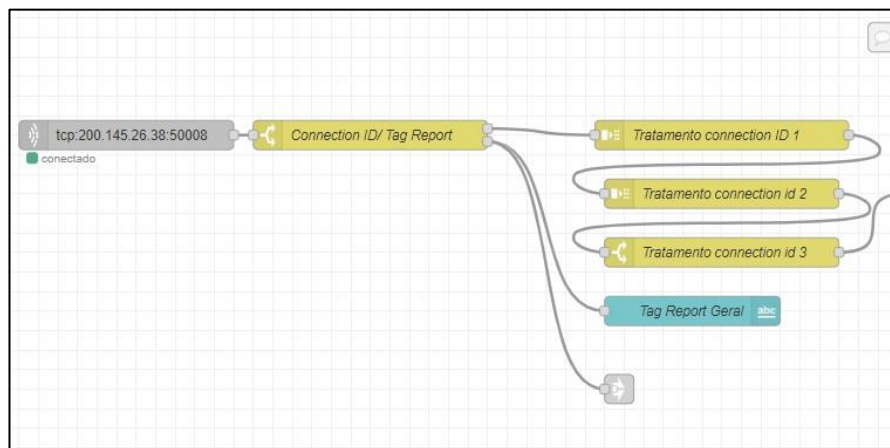 tcp:200.145.26.38:50008
conectado
Connection ID/ Tag Report
Tratamento connection ID 1
Tratamento connection id 2
Tratamento connection id 3
Tag Report Geral
abc